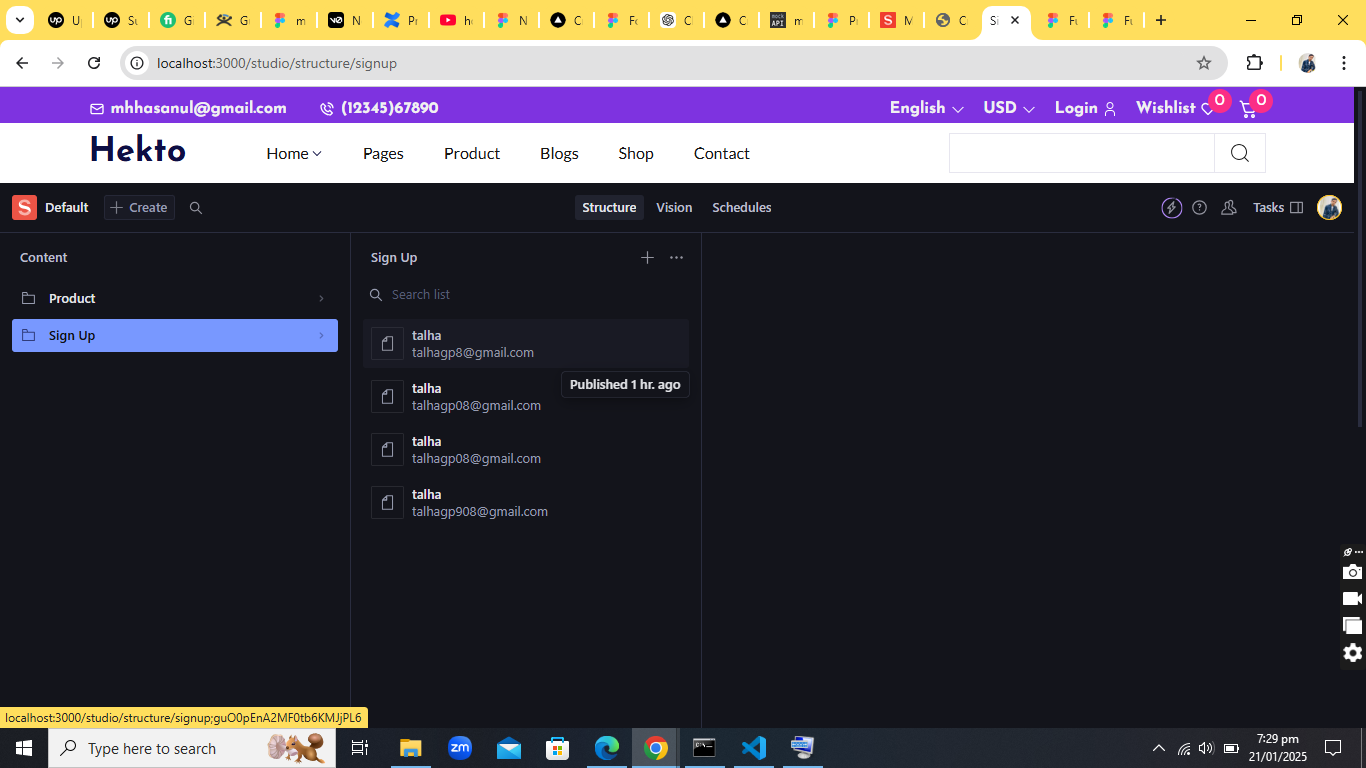 U
Su
G
G
m
N
Pr
ho
N
C
Fo
C
C
m
Pr
M
C
Si
Fu
Fu
localhost:3000/studio/structure/signup
mhhasanul@gmail.com (12345)67890 English USD Login Wishlist 0 0
Hekto Home Pages Product Blogs Shop Contact
S Default Create Structure Vision Schedules Tasks
Content Sign Up
Product Search list
Sign Up talha
talhagp8@gmail.com
Published 1 hr. ago
talha
talhagp08@gmail.com
talha
talhagp08@gmail.com
talha
talhagp908@gmail.com
localhost:3000/studio/structure/signup;guO0pEnA2MF0tb6KMJjPL6
Type here to search zm 7:29 pm
21/01/2025